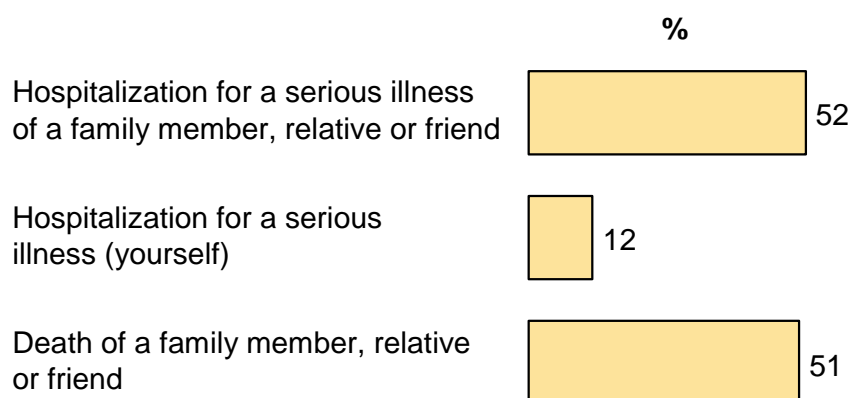 %
Hospitalization for a serious illness
of a family member, relative or friend
52
Hospitalization for a serious
illness (yourself)
12
Death of a family member, relative
or friend
51